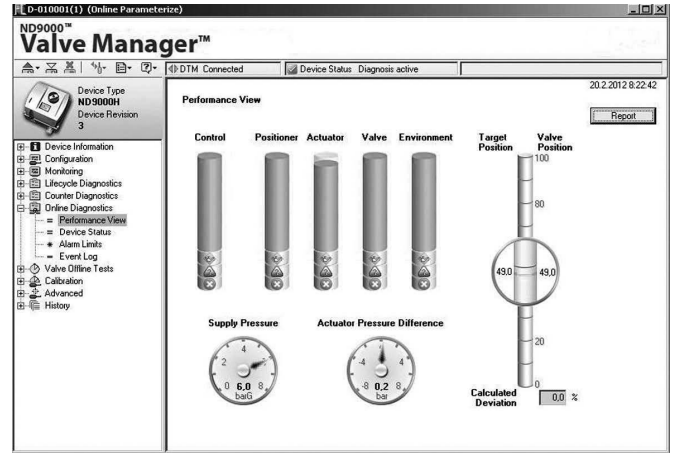 D-010001(1) (Online Parameterize)
ND9000™
Valve Manager™
DTM Connected
Device Status Diagnosis active
Device Type
ND9000H
Device Revision
3
Device Information
Configuration
Monitoring
Lifecycle Diagnostics
Counter Diagnostics
Online Diagnostics
Performance View
Device Status
Alarm Limits
Event Log
Valve Offline Tests
Calibration
Advanced
History
20.2.2012 8:22:42
Performance View
Report
Control Positioner Actuator Valve Environment
Target Position
Valve Position
100
80
49,0 49,0
20
0
Supply Pressure
4
2
0 6,0 8
barG
Actuator Pressure Difference
0
-4 4
-8 0,2 8
bar
Calculated Deviation
0,0 %